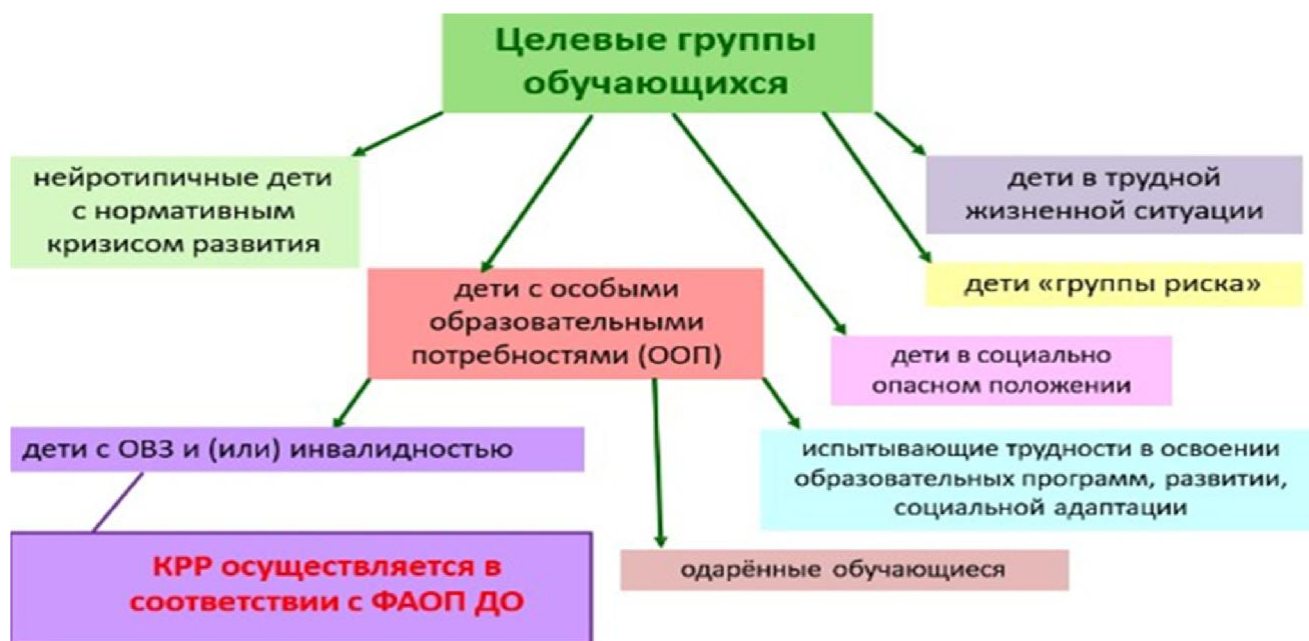 Целевые группы
обучающихся
нейротипичные дети
с нормативным
кризисом развития
дети в трудной
жизненной ситуации
дети «группы риска»
дети с особыми
образовательными
потребностями (ООП)
дети в социально
опасном положении
дети с ОВЗ и (или) инвалидностью
испытывающие трудности в освоении
образовательных программ, развитии,
социальной адаптации
КРР осуществляется в
соответствии с ФАОП ДО
одарённые обучающиеся